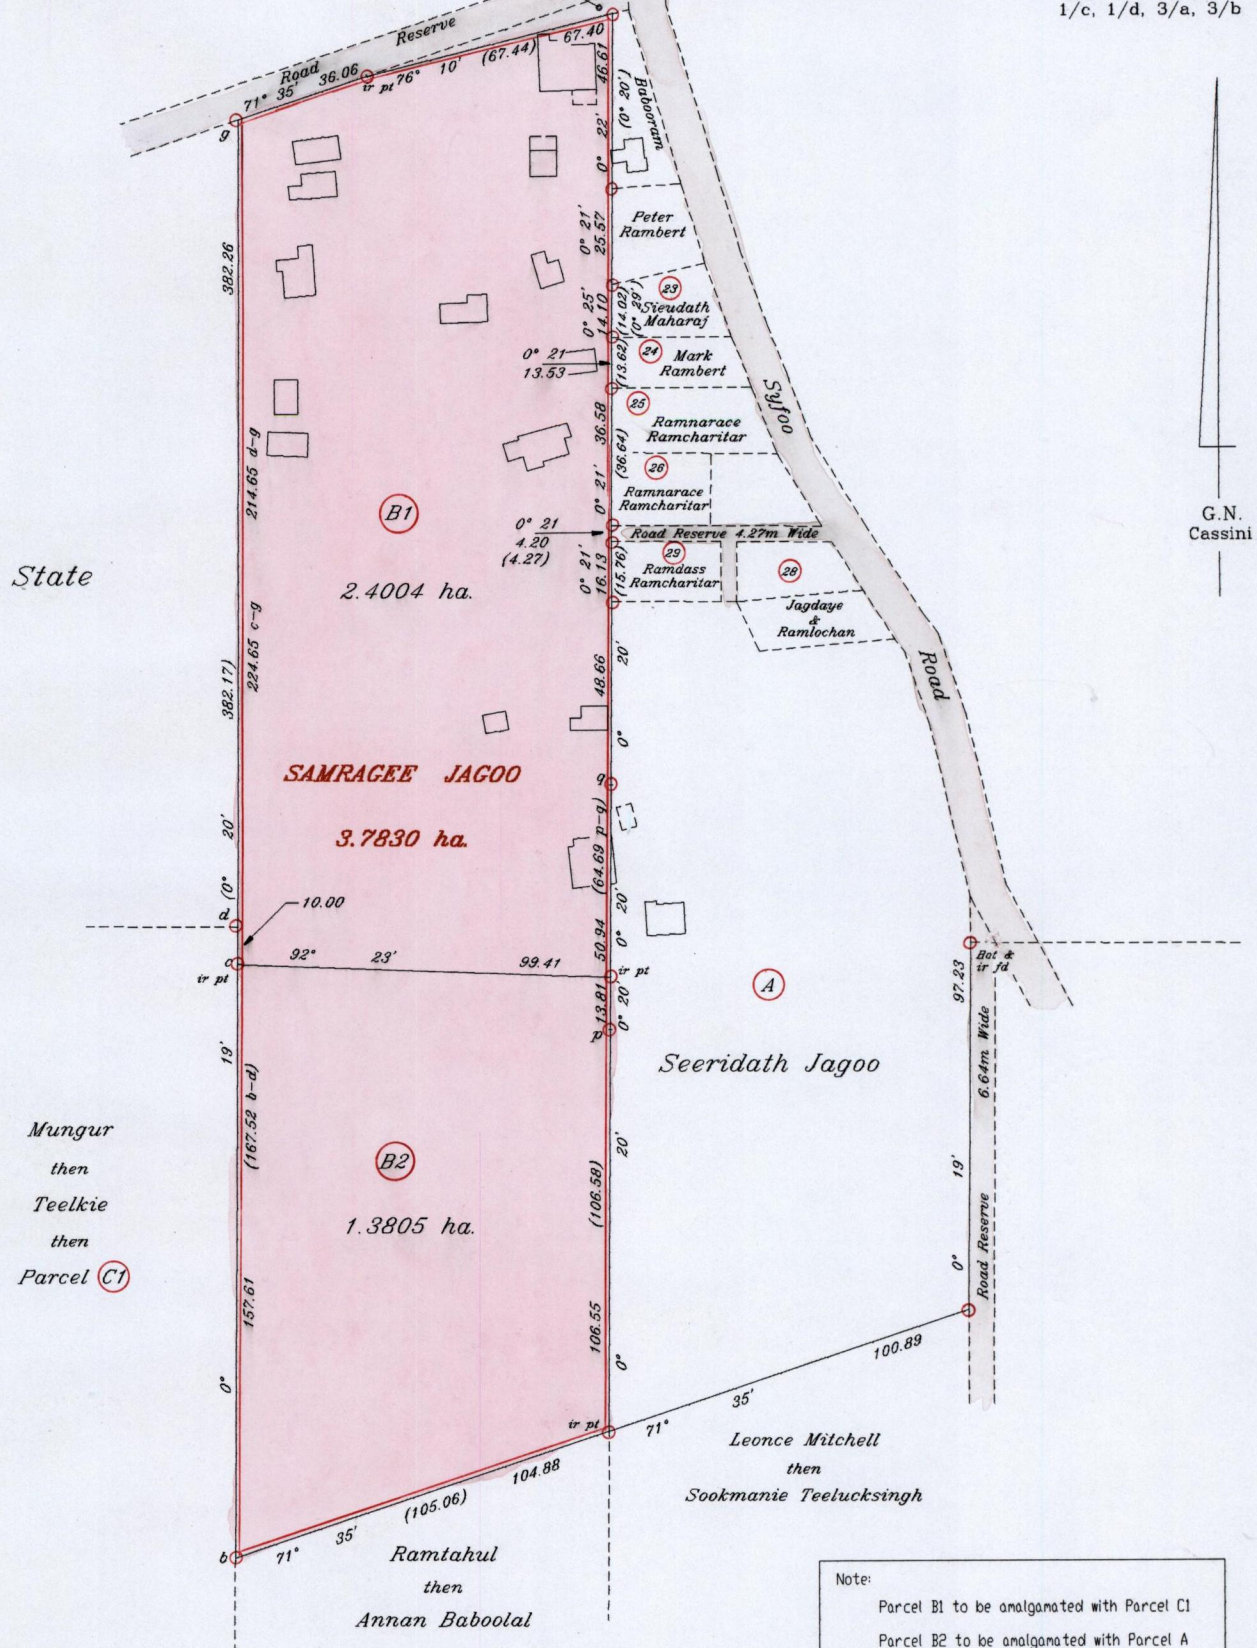 1/c, 1/d, 3/a, 3/b
Road Reserve
71° 35' 36.06
ir pt
76° 10' (67.44)
67.40
g
46.61
(0° 20')
Babooram
0° 22'
Peter
Rambert
0° 21'
25.57
23
Sieudath
Maharaj
0° 25'
14.10
(14.02)
(0° 29')
0° 21
13.53
(13.62)
24
Mark
Rambert
25
Ramnarace
Ramcharitar
36.58
(36.64)
0° 21'
26
Ramnarace
Ramcharitar
Syfoo
Road
G.N.
Cassini
382.26
214.65 d-g
B1
0° 21
4.20
(4.27)
Road Reserve 4.27m Wide
29
Ramdass
Ramcharitar
28
0° 21'
16.13
(15.76)
Jagdaye
&
Ramlochan
State
2.4004 ha.
382.17)
224.65 c-g
48.66
0° 20'
SAMRAGEE JAGOO
q
3.7830 ha.
(64.69 p-q)
(0° 20'
0° 20'
50.94
d
10.00
c
ir pt
92° 23' 99.41
ir pt
13.81
0° 20'
p
A
Bat &
ir fd
97.23
6.64m Wide
Seeridath Jagoo
0° 19'
Road Reserve
Mungur
then
Teelkie
then
Parcel C1
0° 19'
(167.52 b-d)
157.61
B2
1.3805 ha.
(106.58)
106.55
0° 20'
100.89
71° 35'
ir pt
Leonce Mitchell
then
Sookmanie Teelucksingh
104.88
(105.06)
b
71° 35'
Ramtahul
then
Annan Baboolal
Note:
Parcel B1 to be amalgamated with Parcel C1
Parcel B2 to be amalgamated with Parcel A